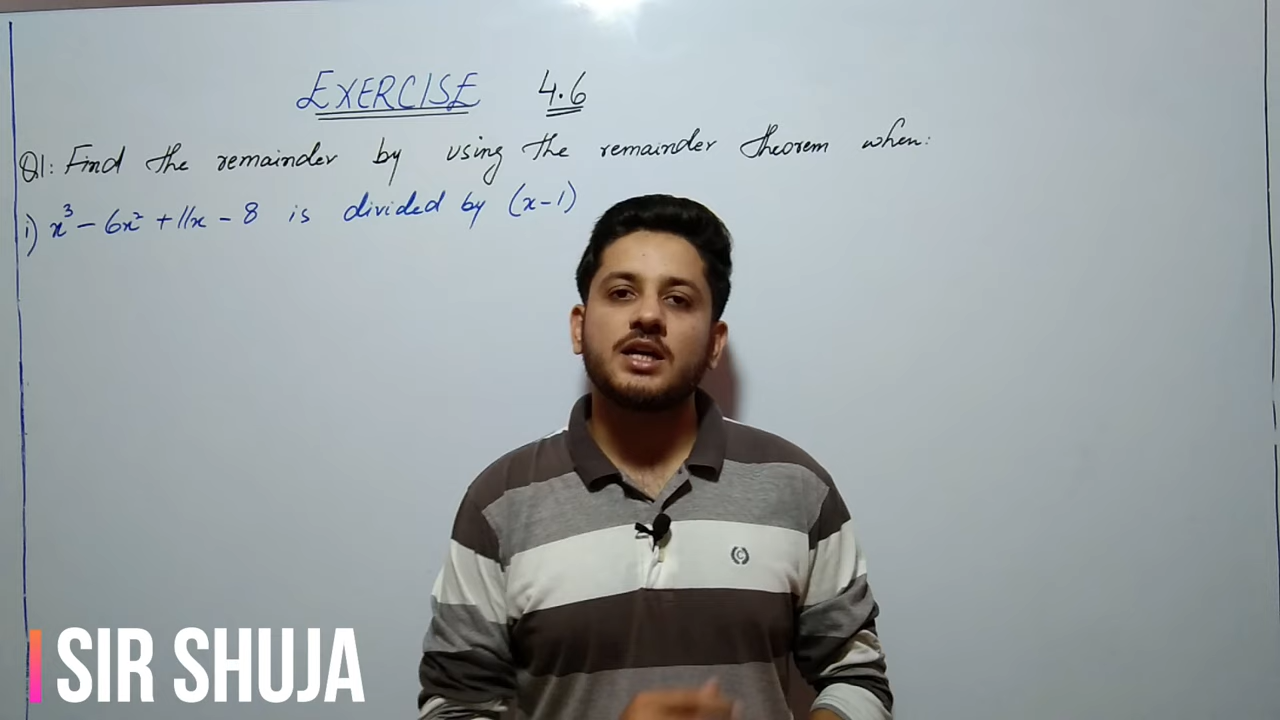 EXERCISE 4.6
Q1: Find the remainder by using the remainder theorem when:
i) x³ - 6x² + 11x - 8 is divided by (x-1)
SIR SHUJA